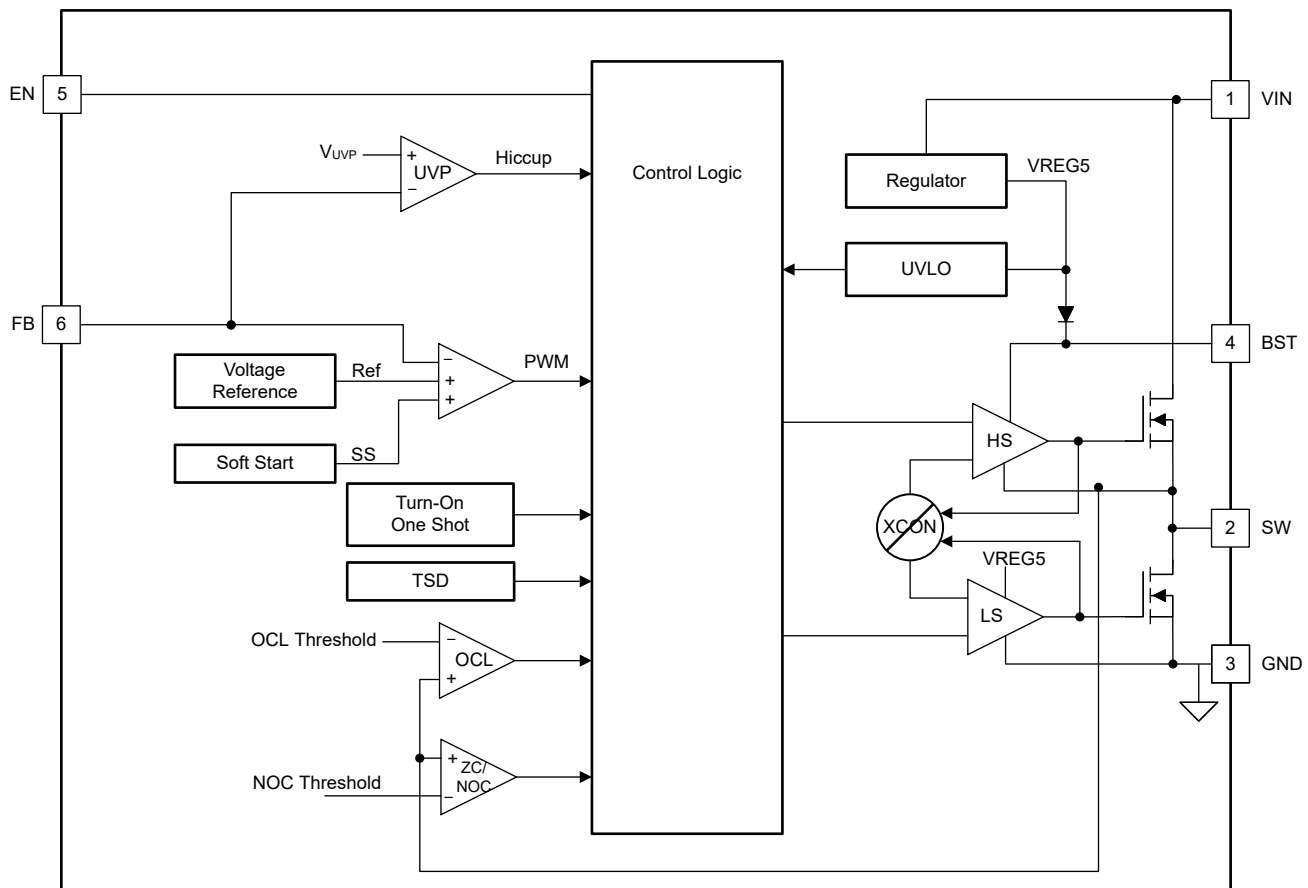 EN
5
VUVP
+
UVP
−
Hiccup
FB
6
Voltage
Reference
Ref
−
+
+
PWM
Soft Start
SS
Turn-On
One Shot
TSD
OCL Threshold
−
OCL
+
NOC Threshold
+
ZC/
NOC
−
Control Logic
1
VIN
Regulator
VREG5
UVLO
4
BST
HS
XCON
2
SW
VREG5
LS
3
GND